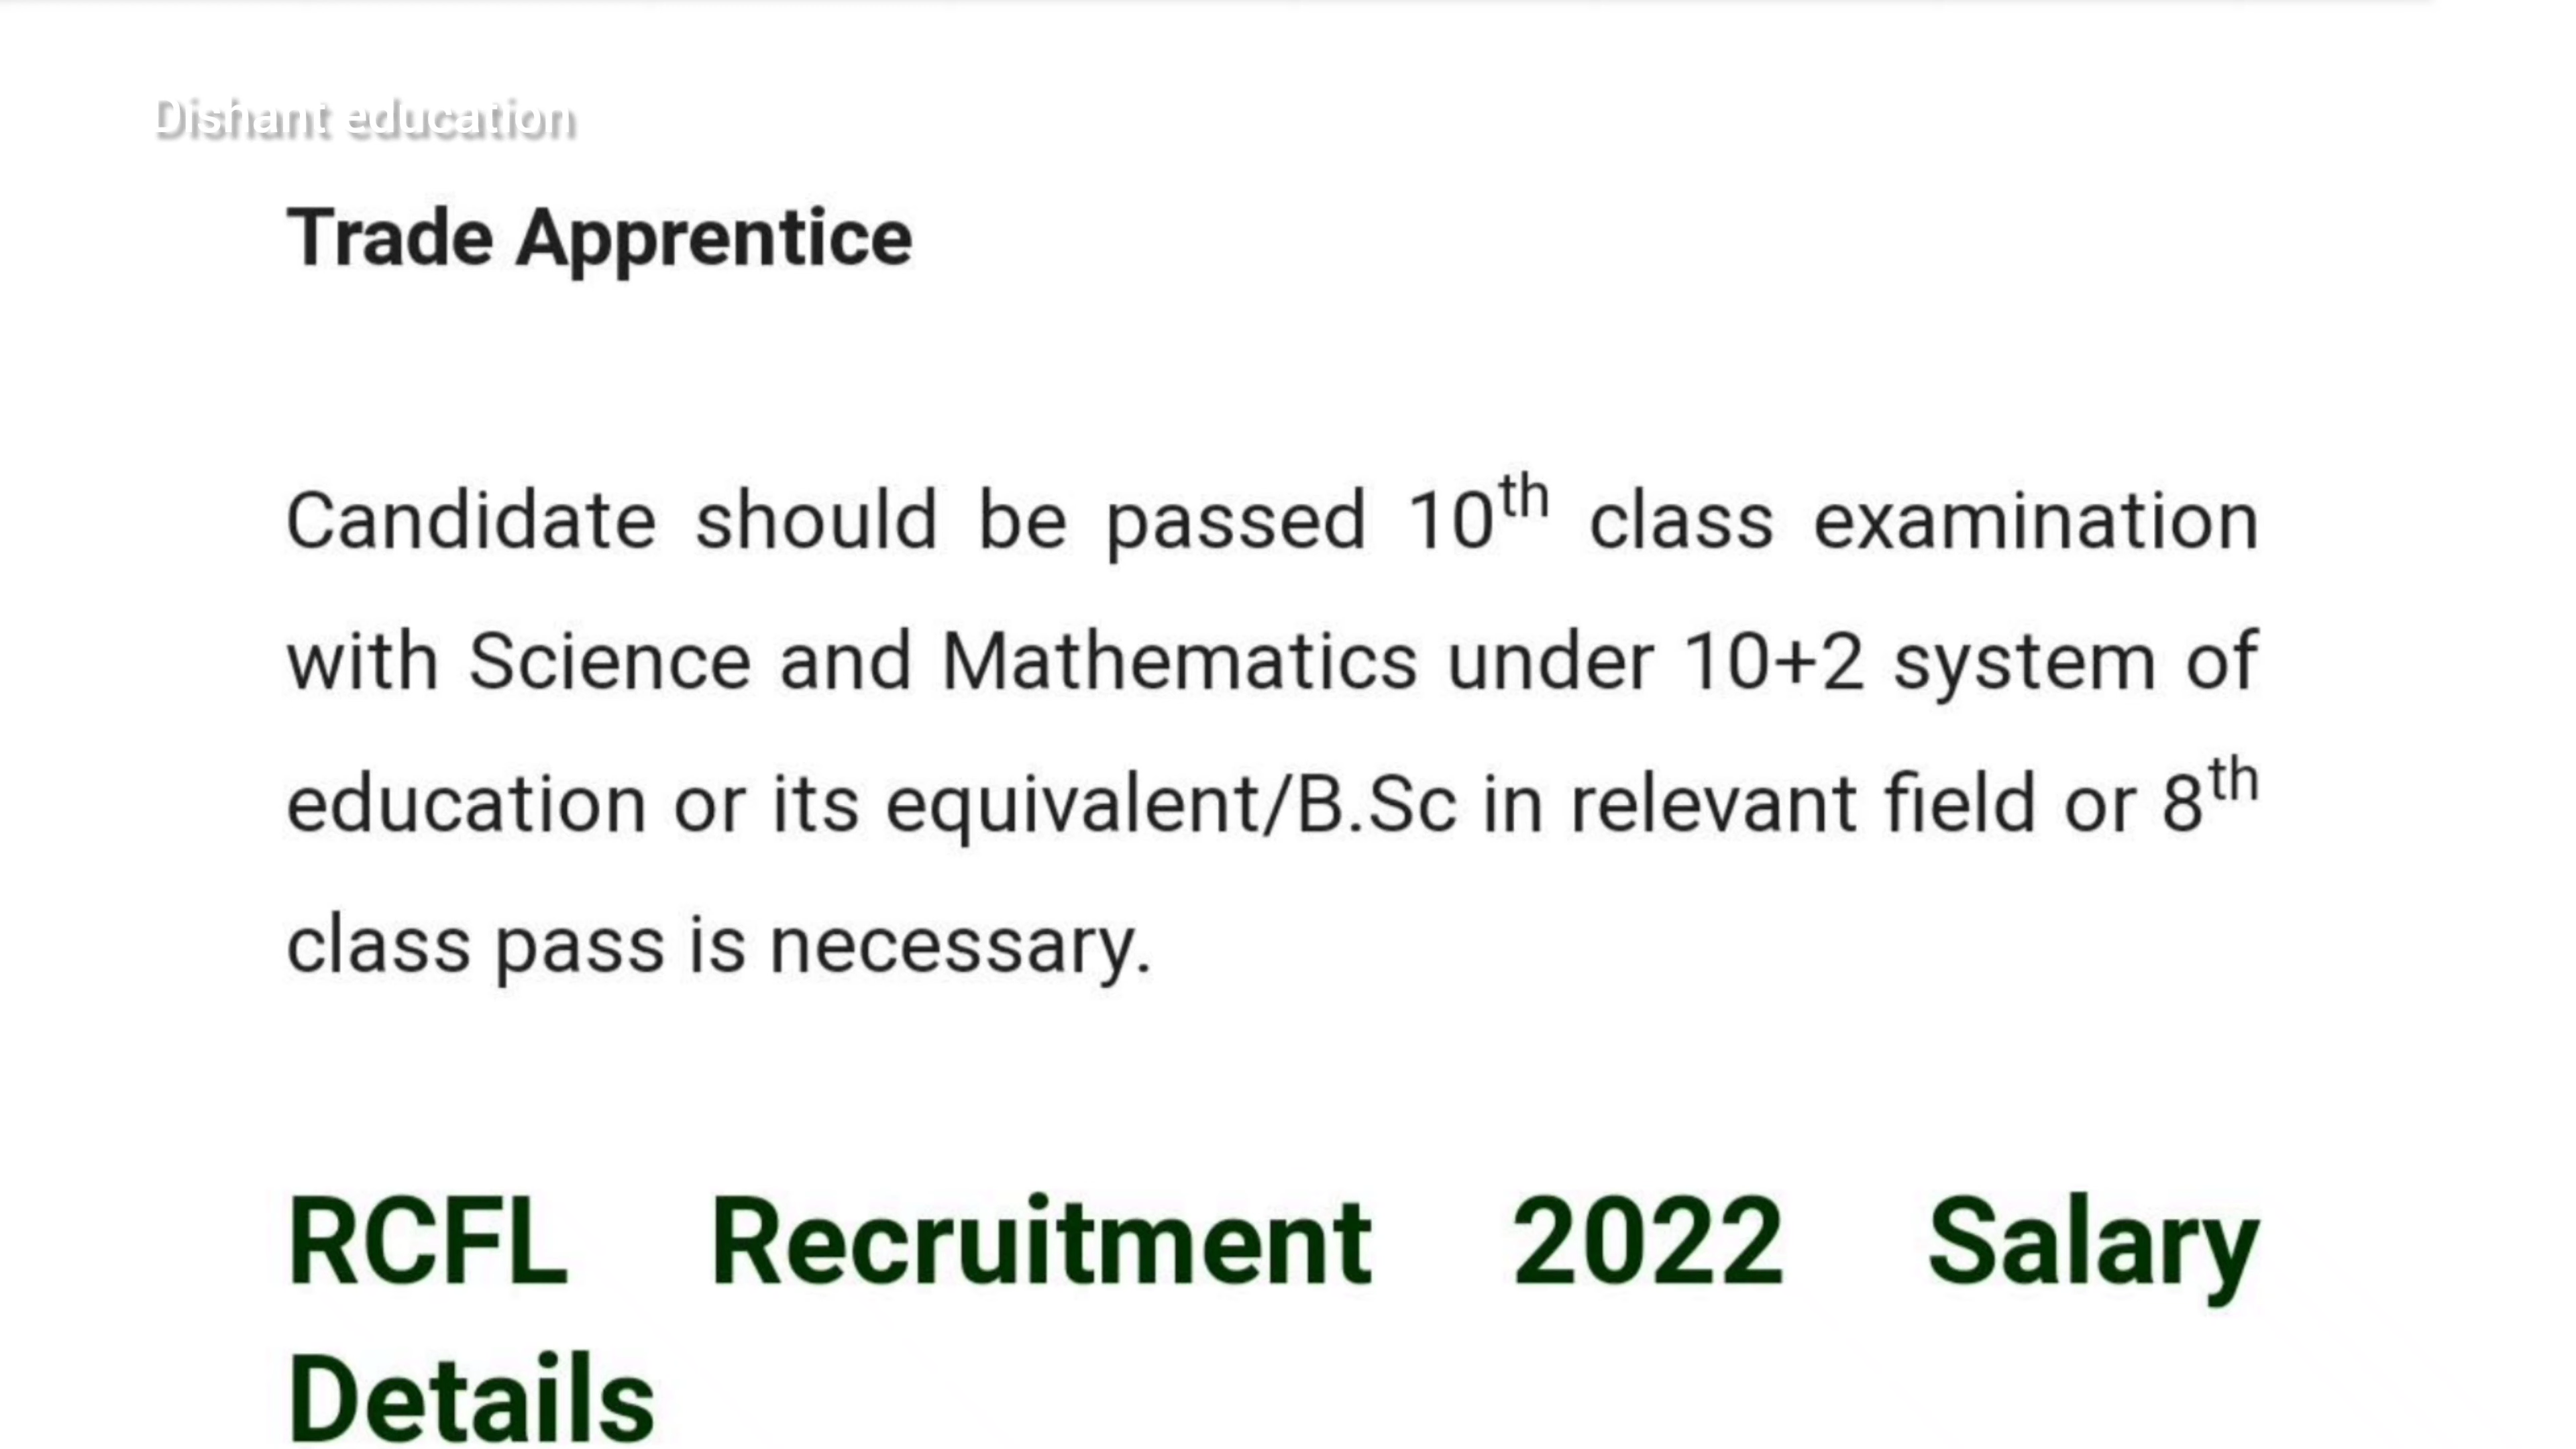 Dishant education
Trade Apprentice
Candidate should be passed 10th class examination
with Science and Mathematics under 10+2 system of
education or its equivalent/B.Sc in relevant field or 8th
class pass is necessary.
RCFL Recruitment 2022 Salary
Details